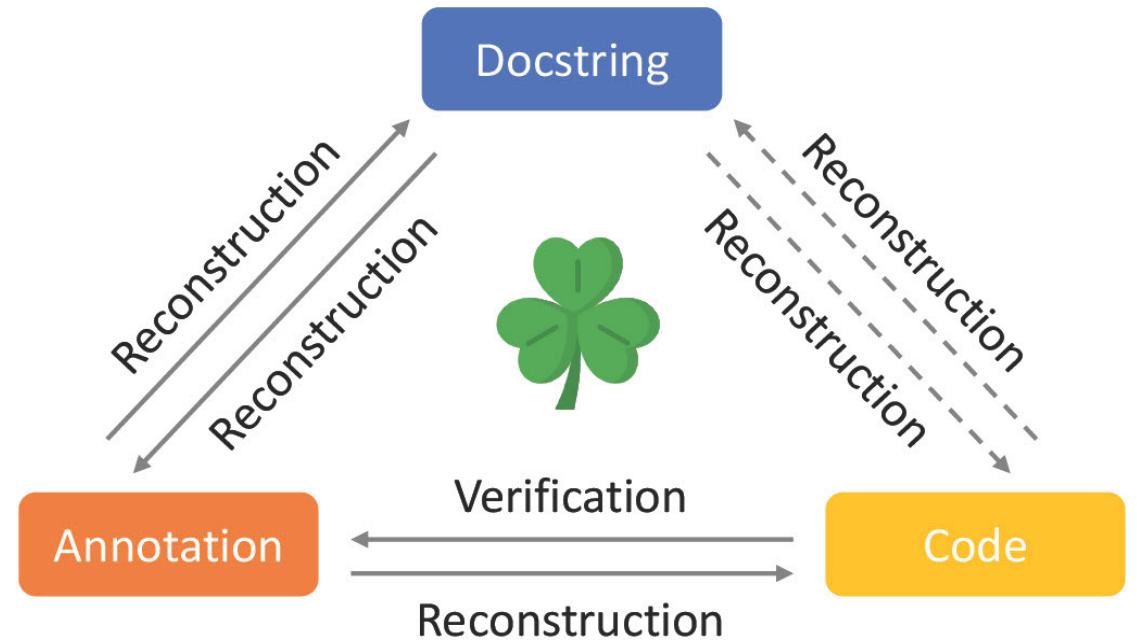 Docstring
Reconstruction
Reconstruction
Reconstruction
Reconstruction
Verification
Annotation
Code
Reconstruction